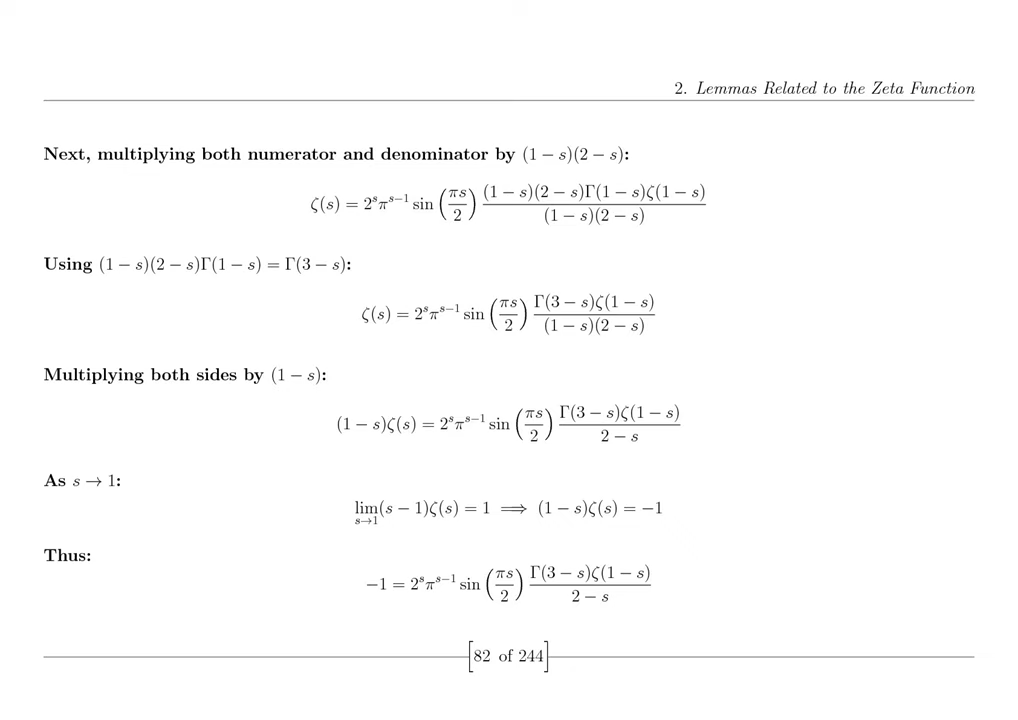 2. Lemmas Related to the Zeta Function
Next, multiplying both numerator and denominator by (1 − s)(2 − s):
ζ(s) = 2^s π^{s−1} sin (πs/2) (1 − s)(2 − s)Γ(1 − s)ζ(1 − s) / (1 − s)(2 − s)
Using (1 − s)(2 − s)Γ(1 − s) = Γ(3 − s):
ζ(s) = 2^s π^{s−1} sin (πs/2) Γ(3 − s)ζ(1 − s) / (1 − s)(2 − s)
Multiplying both sides by (1 − s):
(1 − s)ζ(s) = 2^s π^{s−1} sin (πs/2) Γ(3 − s)ζ(1 − s) / 2 − s
As s → 1:
lim_{s→1} (s − 1)ζ(s) = 1 ⟹ (1 − s)ζ(s) = −1
Thus:
−1 = 2^s π^{s−1} sin (πs/2) Γ(3 − s)ζ(1 − s) / 2 − s
[82 of 244]